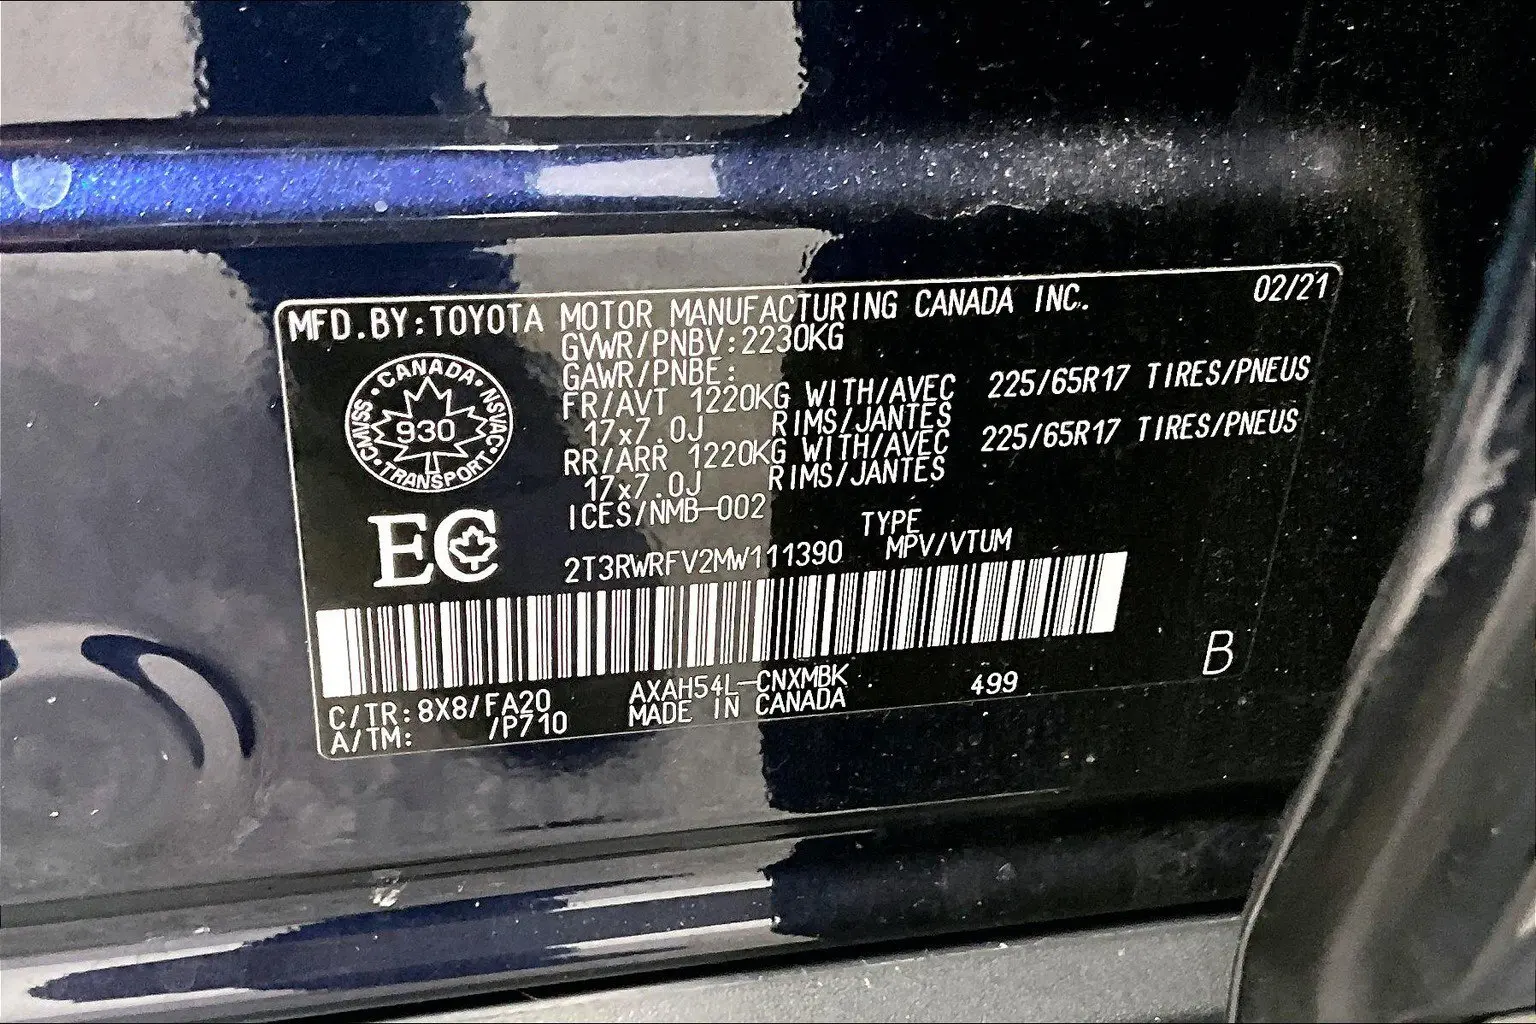 MFD.BY:TOYOTA MOTOR MANUFACTURING CANADA INC. 02/21
GVWR/PNBV:2230KG
GAWR/PNBE:
FR/AVT 1220KG WITH/AVEC 225/65R17 TIRES/PNEUS
17x7.0J RIMS/JANTES
RR/ARR 1220KG WITH/AVEC 225/65R17 TIRES/PNEUS
17x7.0J RIMS/JANTES
ICES/NMB-002
CANADA • NSVAC • TRANSPORT • CMVSS •
930
EC
2T3RWRFV2MW111390 TYPE
MPV/VTUM
C/TR:8X8/FA20 AXAH54L-CNXMBK 499 B
A/TM: /P710 MADE IN CANADA